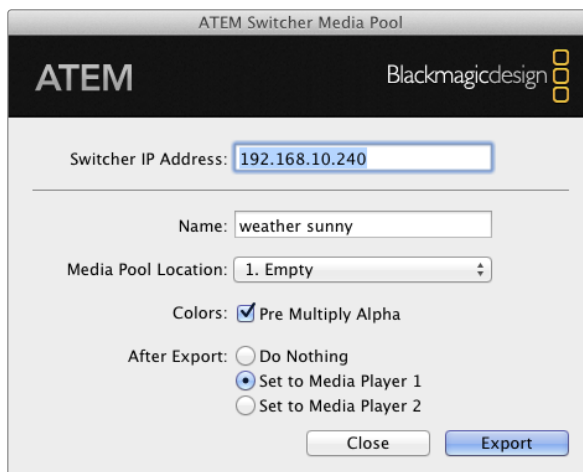 ATEM Switcher Media Pool
ATEM
Blackmagicdesign
Switcher IP Address: 192.168.10.240
Name: weather sunny
Media Pool Location: 1. Empty
Colors: Pre Multiply Alpha
After Export: Do Nothing
Set to Media Player 1
Set to Media Player 2
Close Export